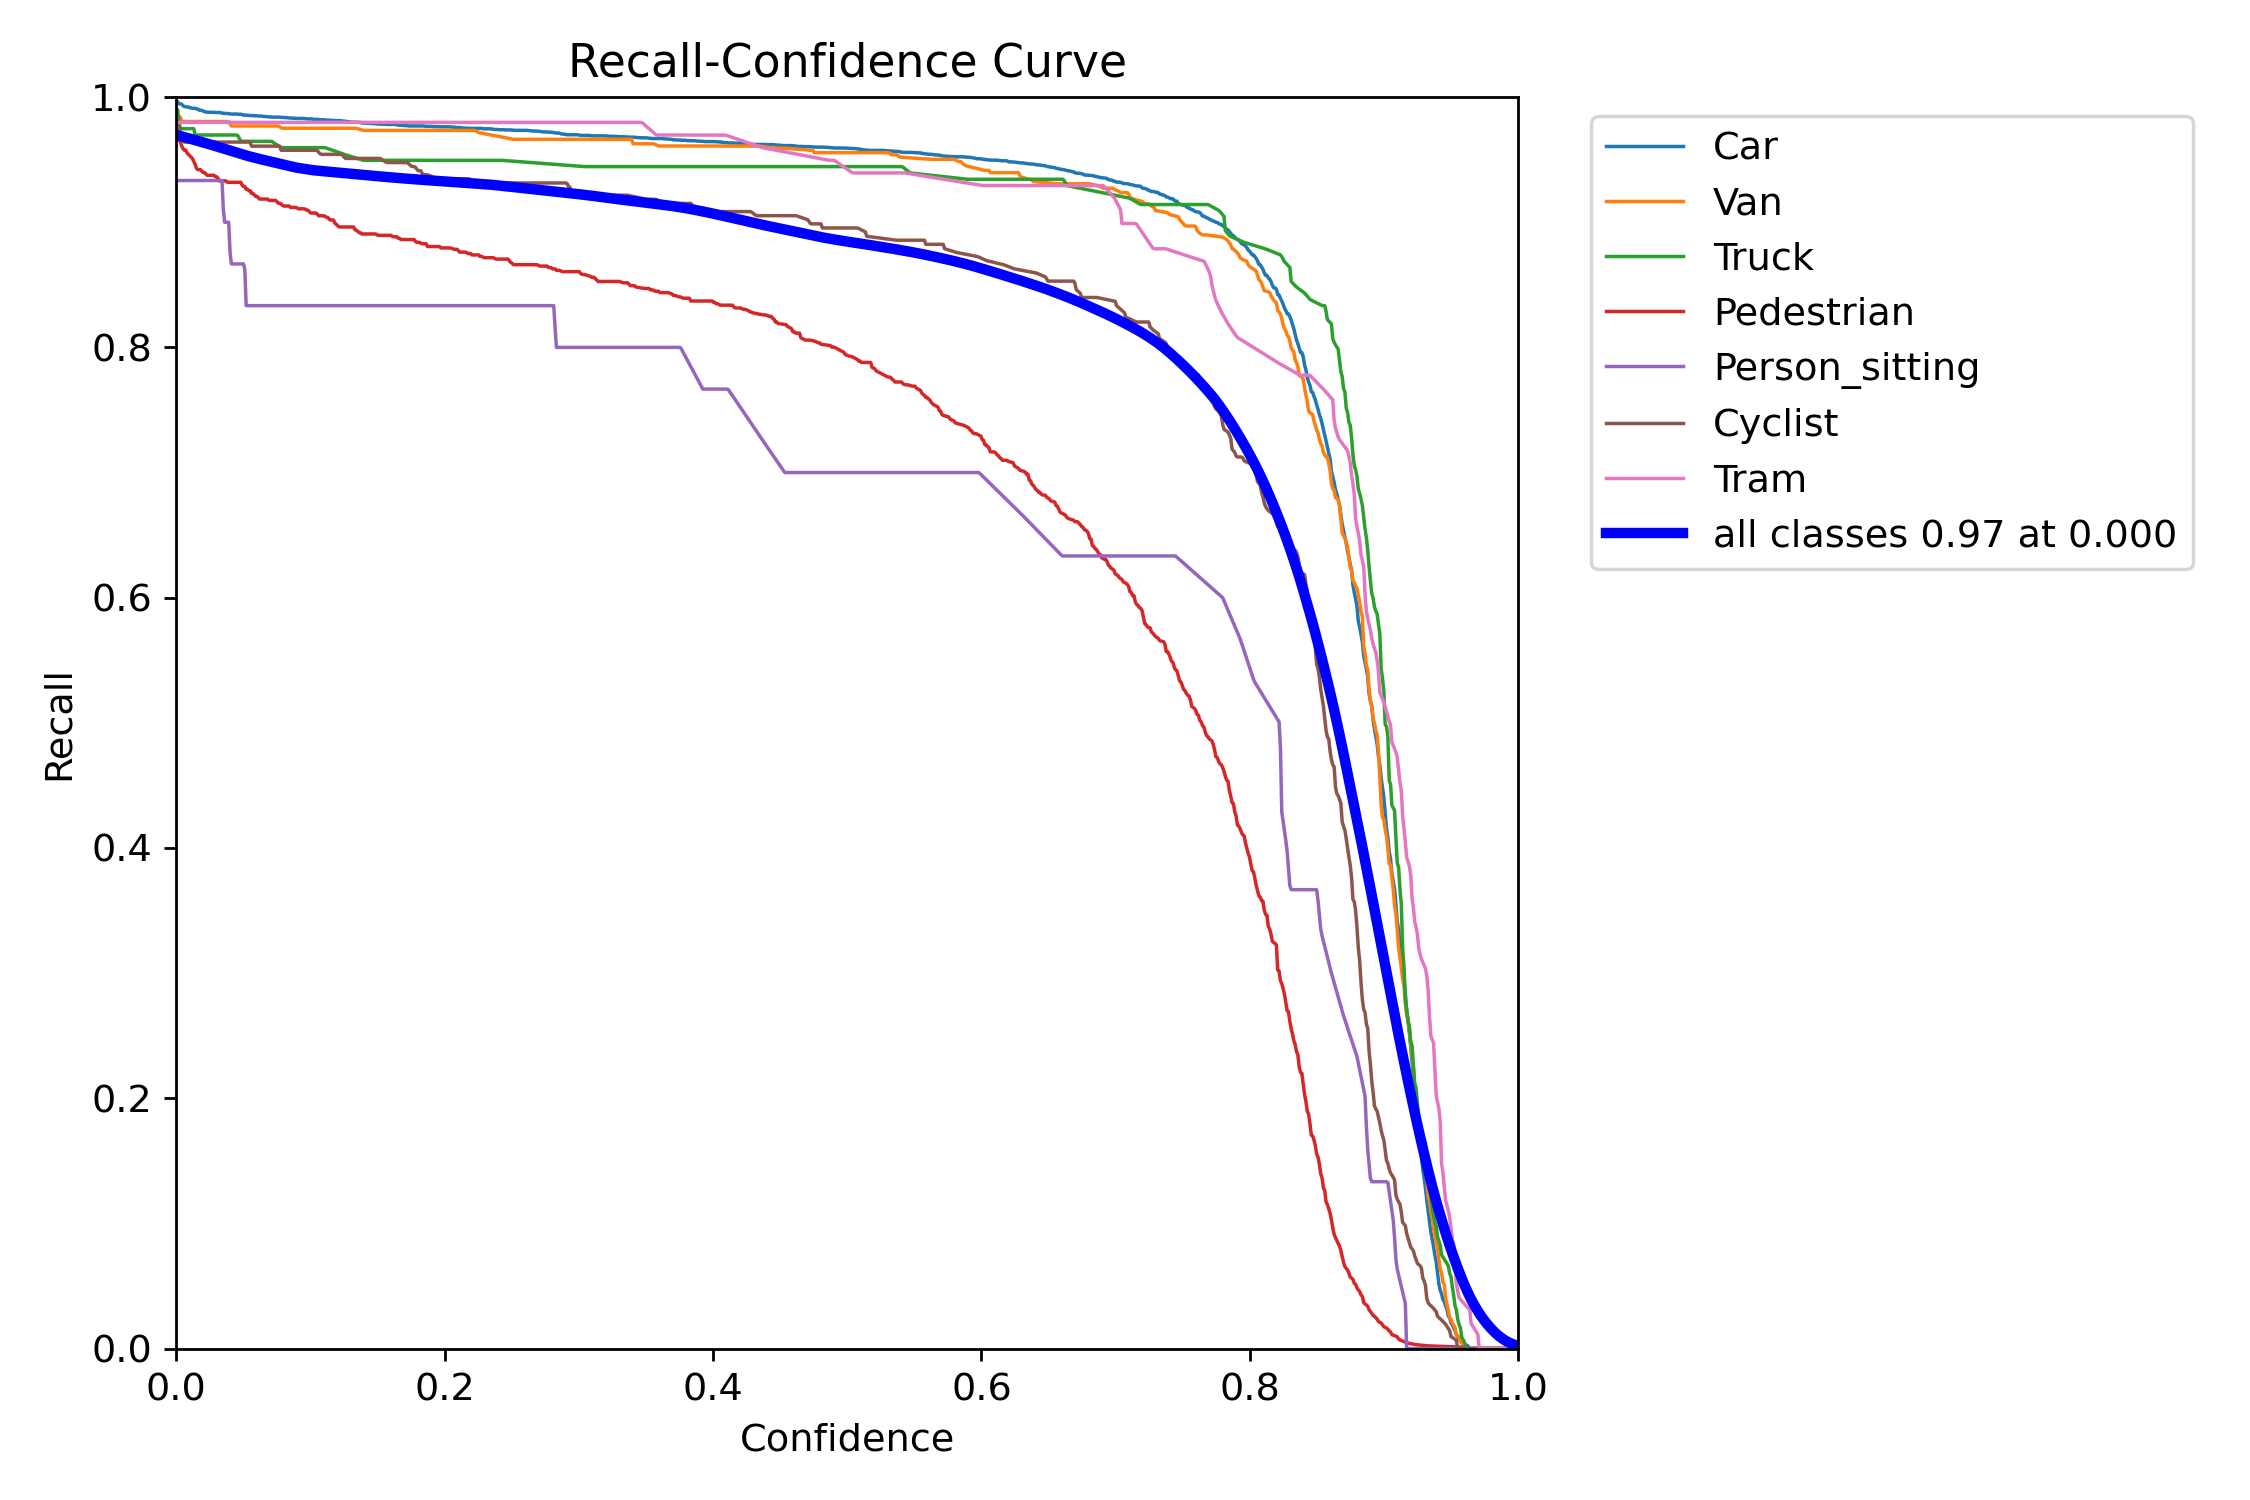 Recall-Confidence Curve
1.0
0.8
0.6
0.4
0.2
0.0
Recall
0.0 0.2 0.4 0.6 0.8 1.0
Confidence
Car
Van
Truck
Pedestrian
Person_sitting
Cyclist
Tram
all classes 0.97 at 0.000